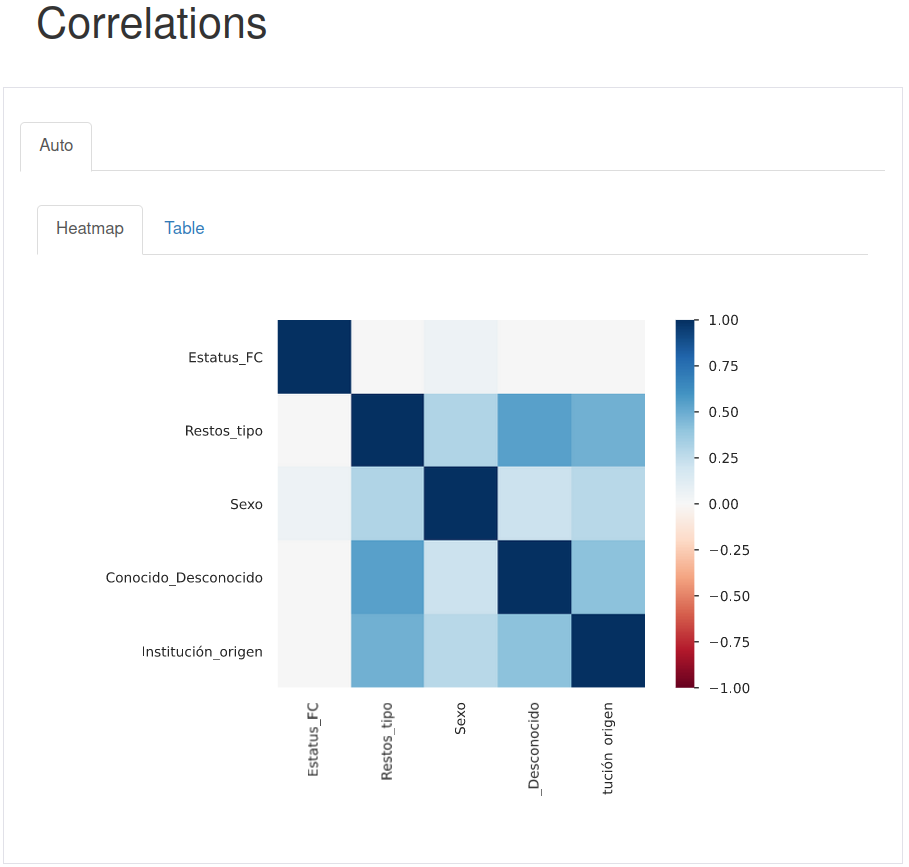 Correlations
Auto
Heatmap
Table
Estatus_FC
Restos_tipo
Sexo
Conocido_Desconocido
Institución_origen
1.00
0.75
0.50
0.25
0.00
−0.25
−0.50
−0.75
−1.00
Estatus_FC
Restos_tipo
Sexo
_Desconocido
tución_origen